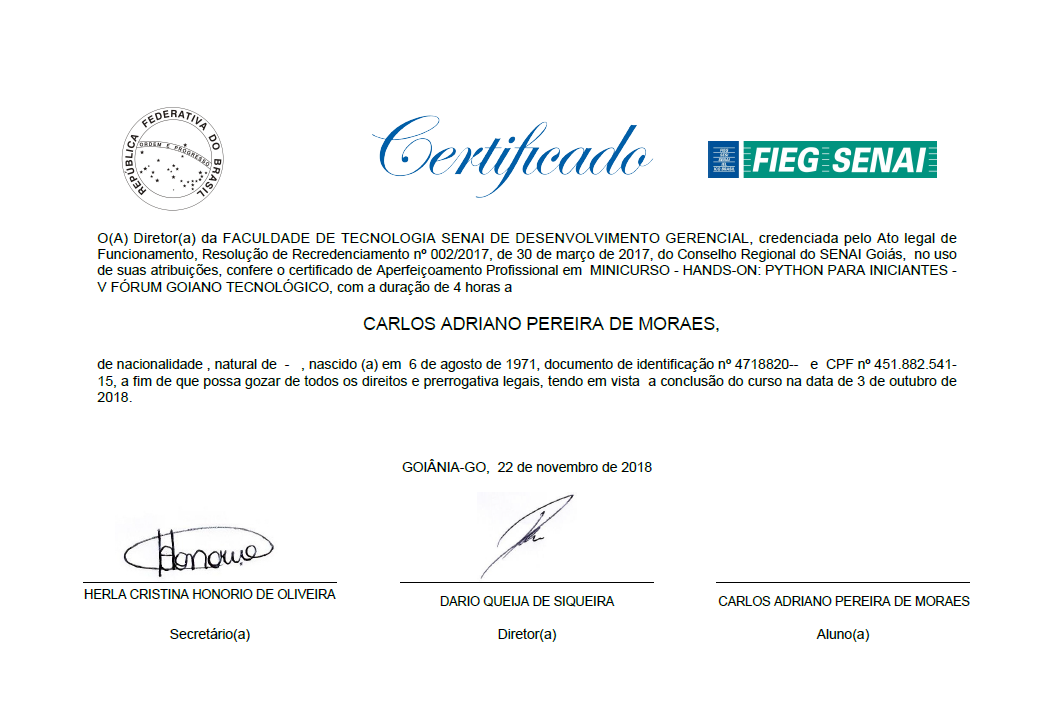 REPÚBLICA FEDERATIVA DO BRASIL
ORDEM E PROGRESSO
Certificado
FIEG SENAI
O(A) Diretor(a) da FACULDADE DE TECNOLOGIA SENAI DE DESENVOLVIMENTO GERENCIAL, credenciada pelo Ato legal de
Funcionamento, Resolução de Recredenciamento nº 002/2017, de 30 de março de 2017, do Conselho Regional do SENAI Goiás, no uso
de suas atribuições, confere o certificado de Aperfeiçoamento Profissional em MINICURSO - HANDS-ON: PYTHON PARA INICIANTES -
V FÓRUM GOIANO TECNOLÓGICO, com a duração de 4 horas a
CARLOS ADRIANO PEREIRA DE MORAES,
de nacionalidade , natural de - , nascido (a) em 6 de agosto de 1971, documento de identificação nº 4718820-- e CPF nº 451.882.541-
15, a fim de que possa gozar de todos os direitos e prerrogativa legais, tendo em vista a conclusão do curso na data de 3 de outubro de
2018.
GOIÂNIA-GO, 22 de novembro de 2018
Honorio
HERLA CRISTINA HONORIO DE OLIVEIRA
DARIO QUEIJA DE SIQUEIRA
CARLOS ADRIANO PEREIRA DE MORAES
Secretário(a)
Diretor(a)
Aluno(a)